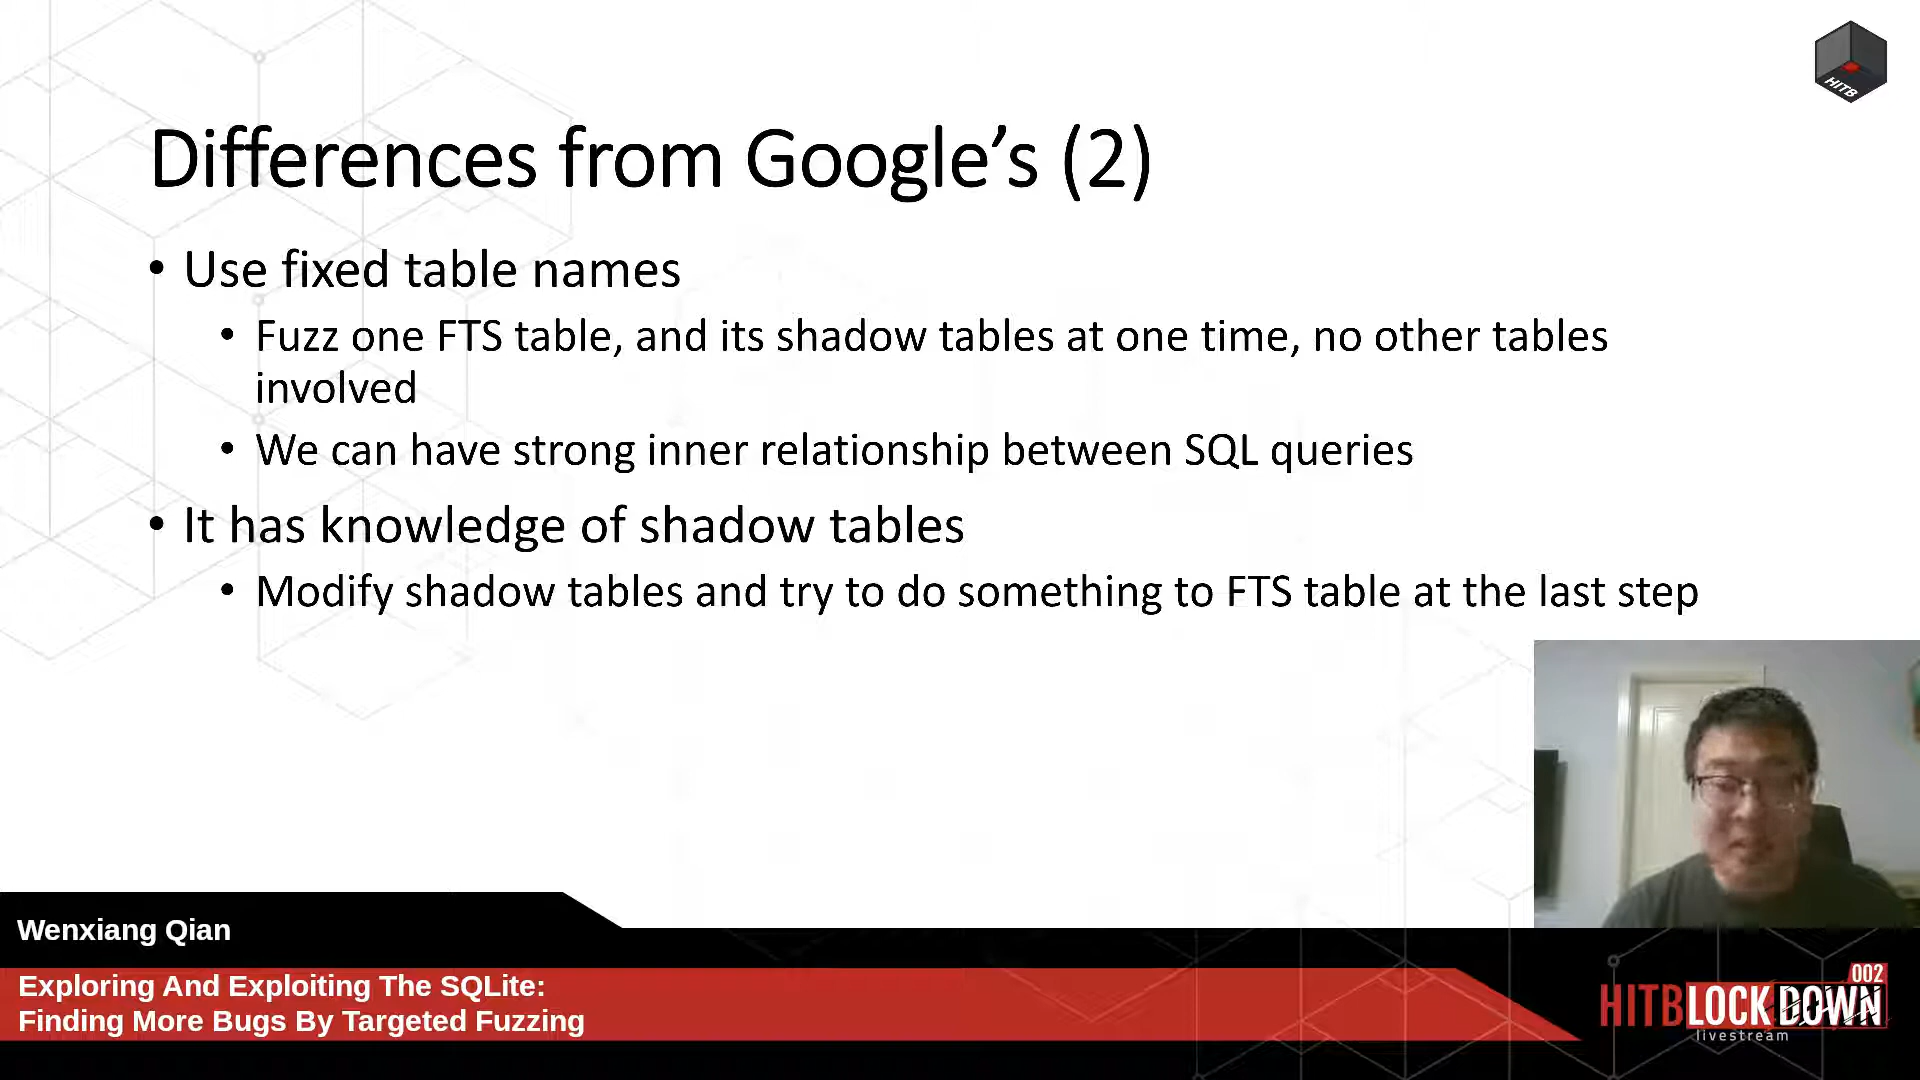 HITB
Differences from Google’s (2)
• Use fixed table names
• Fuzz one FTS table, and its shadow tables at one time, no other tables
involved
• We can have strong inner relationship between SQL queries
• It has knowledge of shadow tables
• Modify shadow tables and try to do something to FTS table at the last step
Wenxiang Qian
Exploring And Exploiting The SQLite:
Finding More Bugs By Targeted Fuzzing
002
HITBLOCKDOWN
livestream